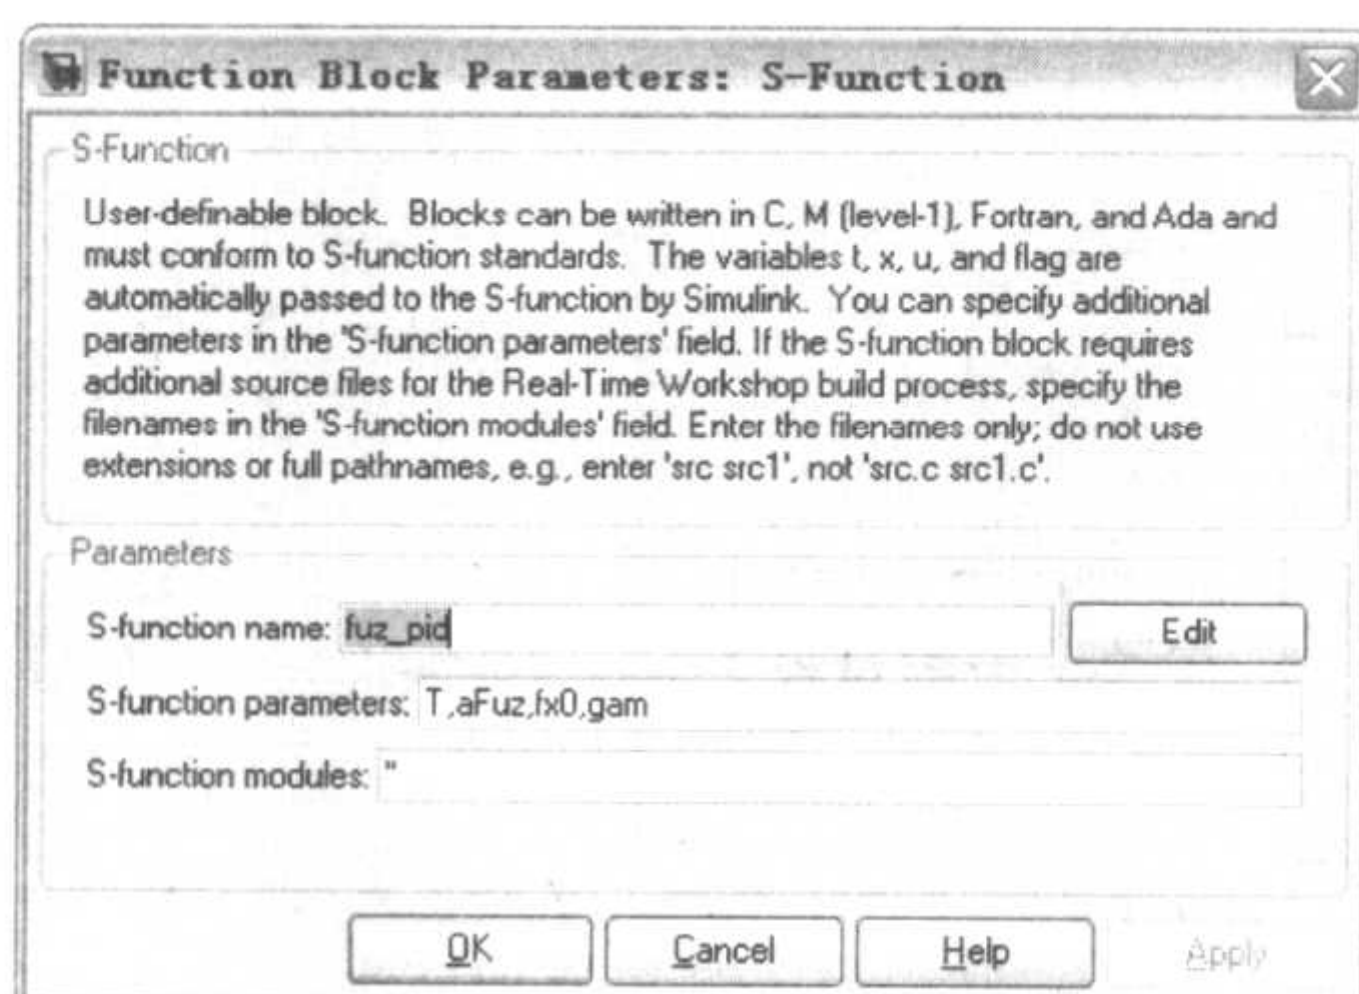 Function Block Parameters: S-Function
S-Function
User-definable block.  Blocks can be written in C, M (level-1), Fortran, and Ada and
must conform to S-function standards.  The variables t, x, u, and flag are
automatically passed to the S-function by Simulink.  You can specify additional
parameters in the 'S-function parameters' field. If the S-function block requires
additional source files for the Real-Time Workshop build process, specify the
filenames in the 'S-function modules' field. Enter the filenames only; do not use
extensions or full pathnames, e.g., enter 'src src1', not 'src.c src1.c'.
Parameters
S-function name: fuz_pid Edit
S-function parameters: T,aFuz,fx0,gam
S-function modules: ''
OK Cancel Help Apply